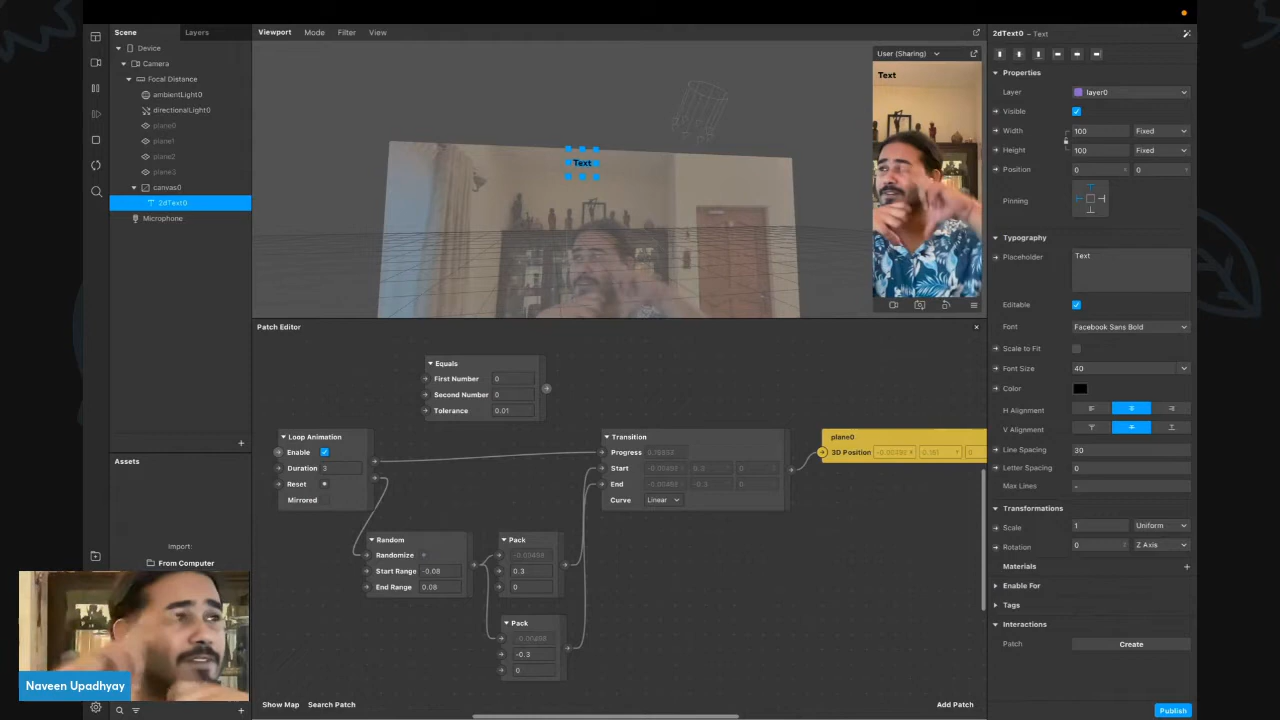 Scene Layers
Device
Camera
Focal Distance
ambientLight0
directionalLight0
plane0
plane1
plane2
plane3
canvas0
2dText0
Microphone
Assets
Import:
From Computer
Naveen Upadhyay
Viewport Mode Filter View
Text
User (Sharing)
Text
Patch Editor
Equals
First Number 0
Second Number 0
Tolerance 0.01
Loop Animation
Enable
Duration 3
Reset
Mirrored
Random
Randomize
Start Range -0.08
End Range 0.08
Pack
0.3
0
Pack
-0.3
0
Transition
Progress
Start 0.3 0
End -0.3 0
Curve Linear
plane0
3D Position
Show Map Search Patch
Add Patch
2dText0 – Text
Properties
Layer layer0
Visible
Width 100 Fixed
Height 100 Fixed
Position 0 0
Pinning
Typography
Placeholder Text
Editable
Font Facebook Sans Bold
Scale to Fit
Font Size 40
Color
H Alignment
V Alignment
Line Spacing 30
Letter Spacing 0
Max Lines -
Transformations
Scale 1 Uniform
Rotation 0 Z Axis
Materials
Enable For
Tags
Interactions
Patch Create
Publish